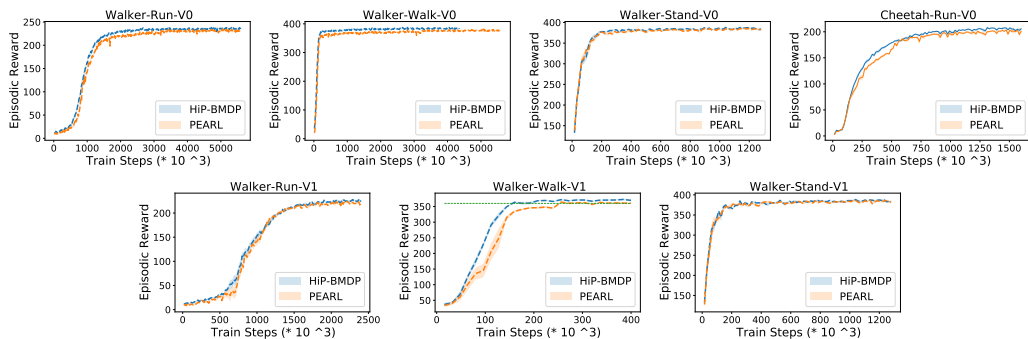 Walker-Run-V0
Episodic Reward
200
150
100
50
0
HiP-BMDP
PEARL
0 1000 2000 3000 4000 5000
Train Steps (* 10 ^3)
Walker-Walk-V0
Episodic Reward
400
300
200
100
0
HiP-BMDP
PEARL
0 1000 2000 3000 4000 5000
Train Steps (* 10 ^3)
Walker-Stand-V0
Episodic Reward
400
350
300
250
200
150
HiP-BMDP
PEARL
0 200 400 600 800 1000 1200
Train Steps (* 10 ^3)
Cheetah-Run-V0
Episodic Reward
200
150
100
50
0
HiP-BMDP
PEARL
0 250 500 750 1000 1250 1500
Train Steps (* 10 ^3)
Walker-Run-V1
Episodic Reward
200
150
100
50
0
HiP-BMDP
PEARL
0 500 1000 1500 2000 2500
Train Steps (* 10 ^3)
Walker-Walk-V1
Episodic Reward
350
300
250
200
150
100
50
HiP-BMDP
PEARL
0 100 200 300 400
Train Steps (* 10 ^3)
Walker-Stand-V1
Episodic Reward
400
350
300
250
200
150
HiP-BMDP
PEARL
0 200 400 600 800 1000 1200
Train Steps (* 10 ^3)